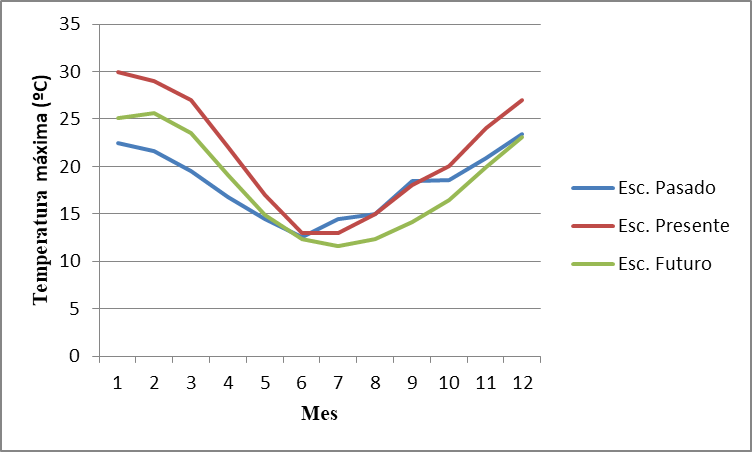 35
30
25
20
15
10
5
0
Temperatura máxima (ºC)
1 2 3 4 5 6 7 8 9 10 11 12
Mes
Esc. Pasado
Esc. Presente
Esc. Futuro